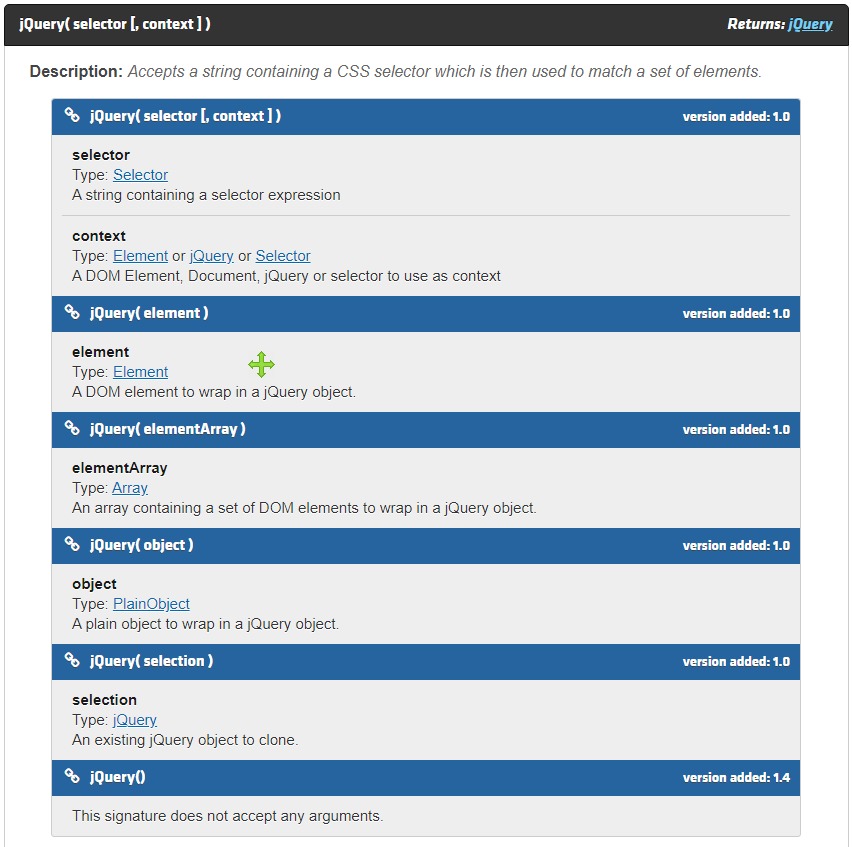 jQuery( selector [, context ] ) Returns: jQuery
Description: Accepts a string containing a CSS selector which is then used to match a set of elements.
jQuery( selector [, context ] ) version added: 1.0
selector
Type: Selector
A string containing a selector expression
context
Type: Element or jQuery or Selector
A DOM Element, Document, jQuery or selector to use as context
jQuery( element ) version added: 1.0
element
Type: Element
A DOM element to wrap in a jQuery object.
jQuery( elementArray ) version added: 1.0
elementArray
Type: Array
An array containing a set of DOM elements to wrap in a jQuery object.
jQuery( object ) version added: 1.0
object
Type: PlainObject
A plain object to wrap in a jQuery object.
jQuery( selection ) version added: 1.0
selection
Type: jQuery
An existing jQuery object to clone.
jQuery() version added: 1.4
This signature does not accept any arguments.